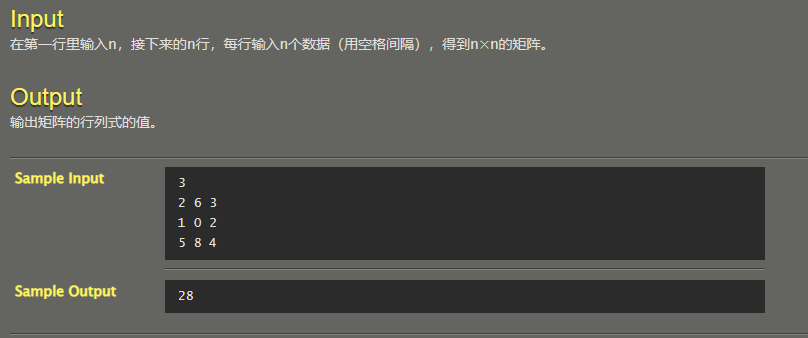 Input
在第一行里输入n，接下来的n行，每行输入n个数据（用空格间隔），得到n×n的矩阵。
Output
输出矩阵的行列式的值。
Sample Input
3
2 6 3
1 0 2
5 8 4
Sample Output
28